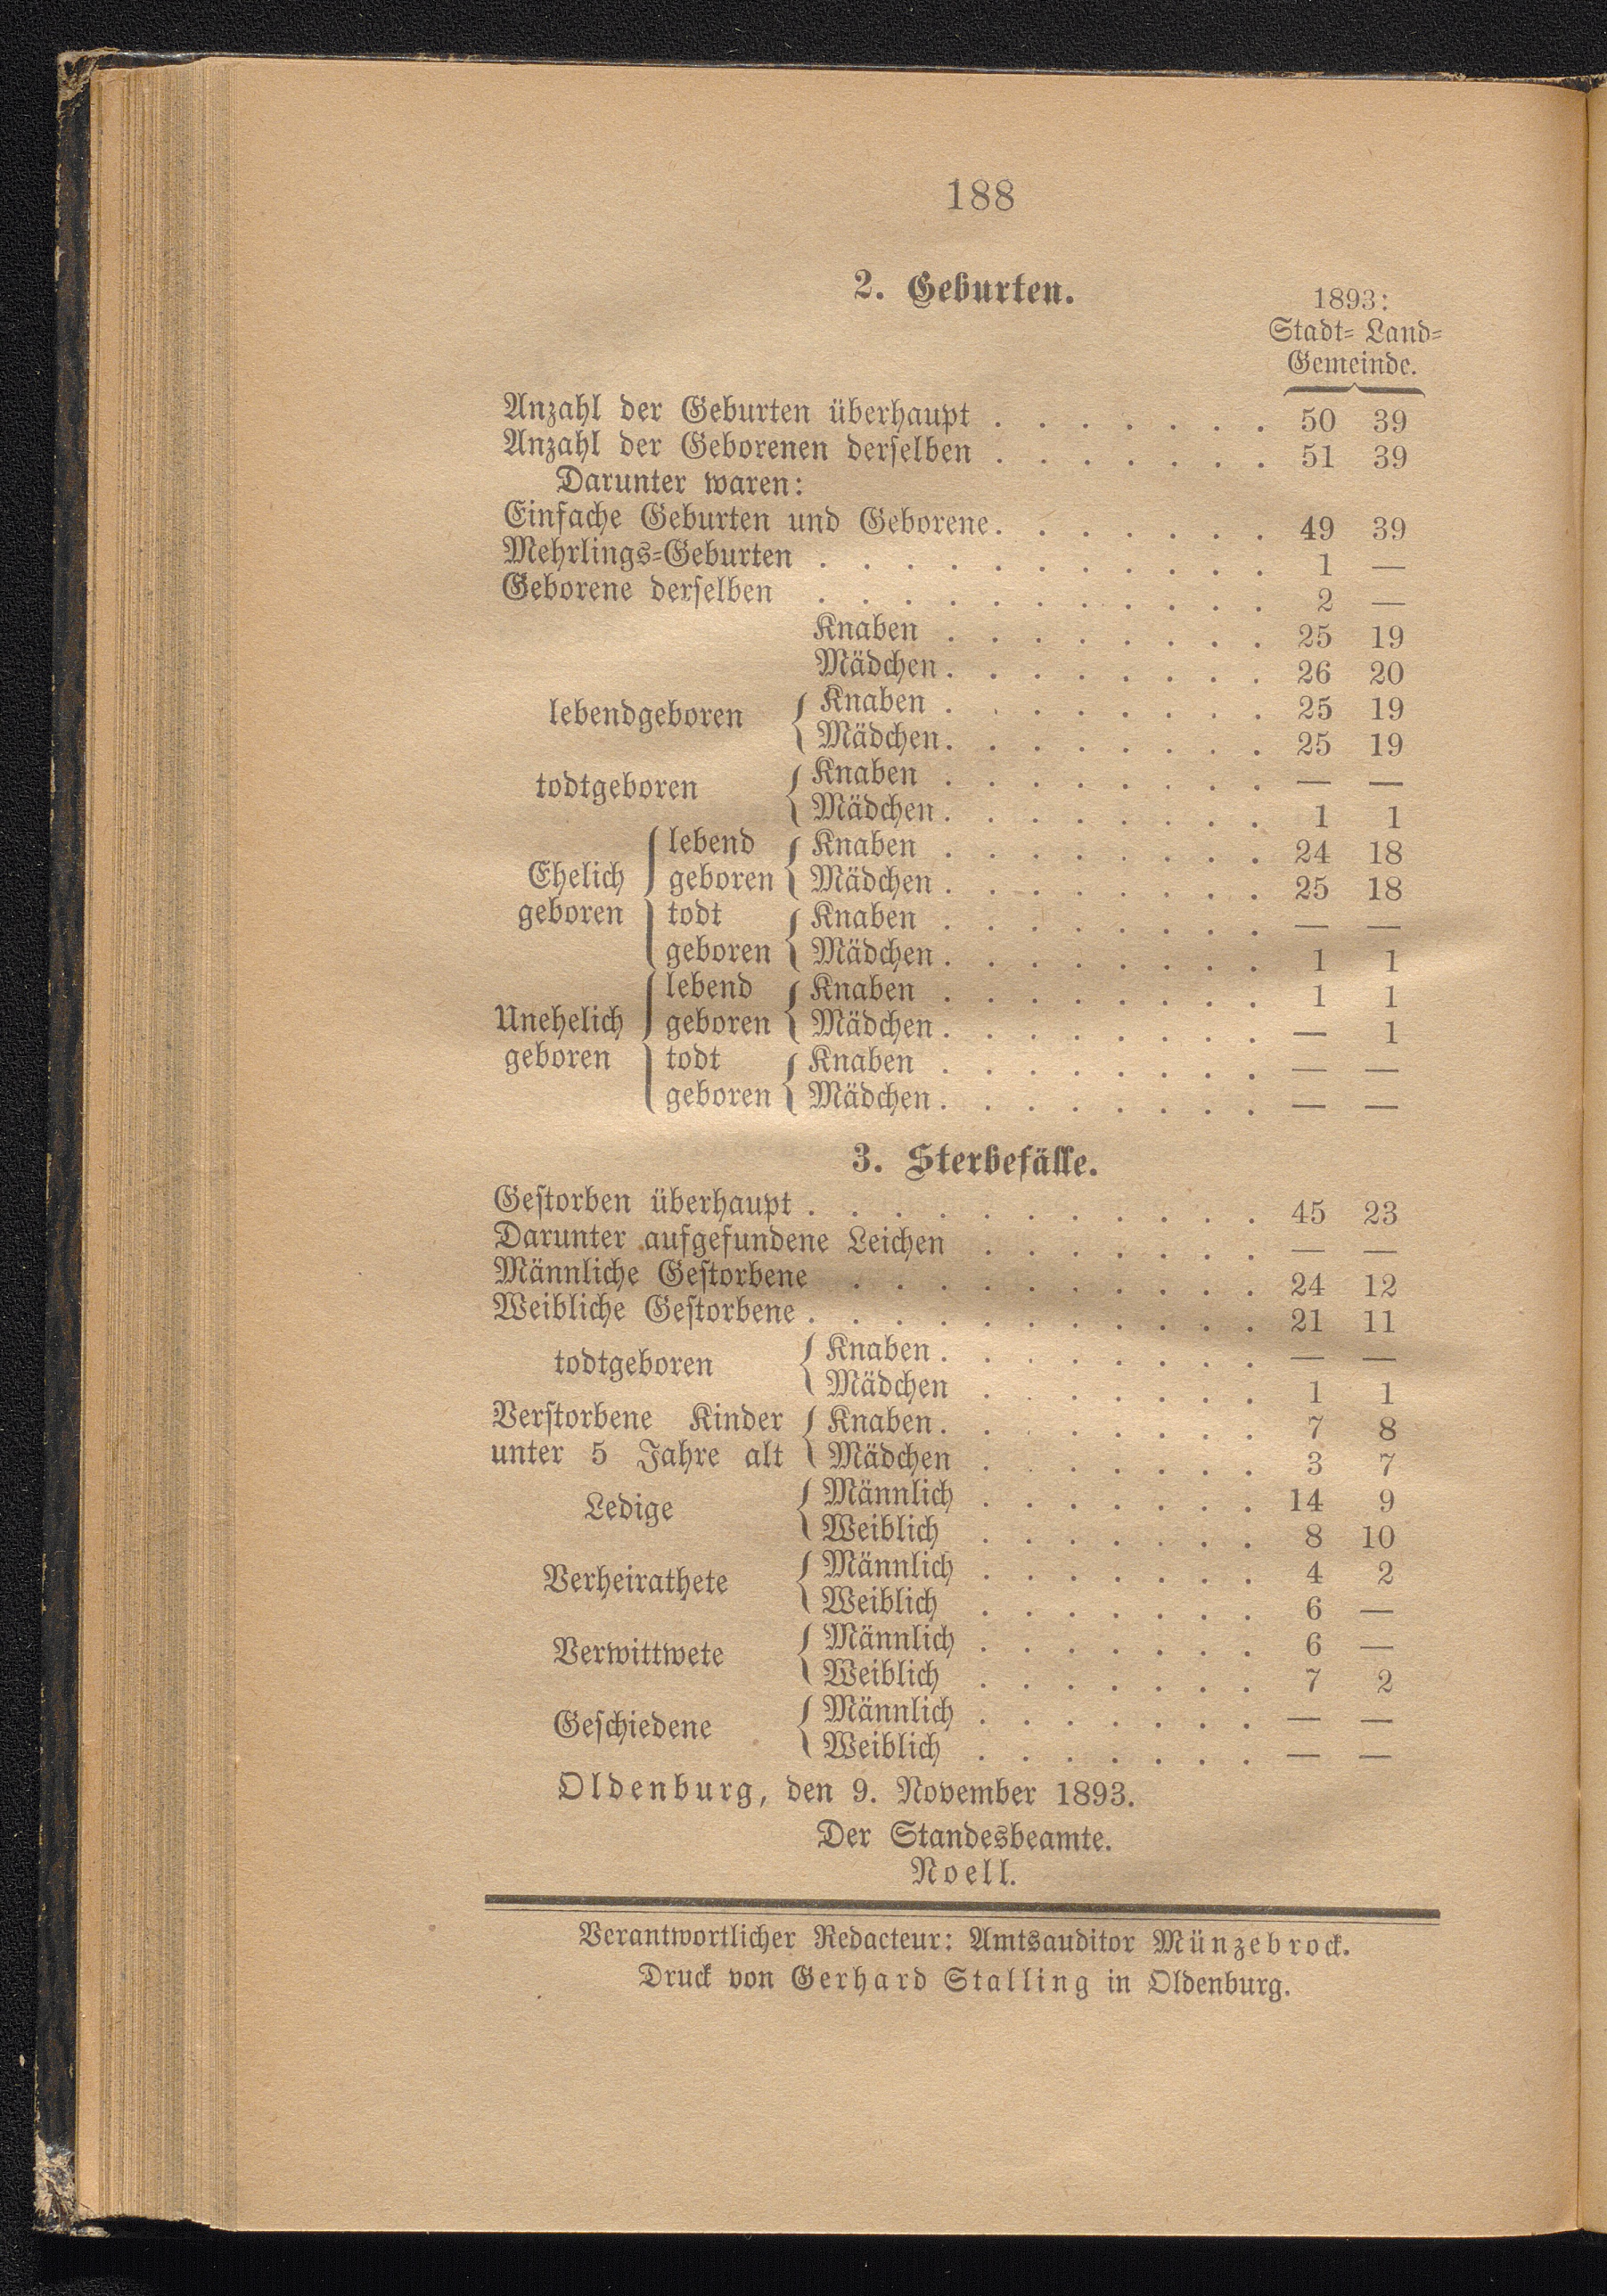 188
2. Geburten.
1893:
Stadt= Land=
Gemeinde.
Anzahl der Geburten überhaupt . . . . . . . 50 39
Anzahl der Geborenen derselben . . . . . . . 51 39
Darunter waren:
Einfache Geburten und Geborene . . . . . . . 49 39
Mehrlings=Geburten . . . . . . . . . . . 1 —
Geborene derselben . . . . . . . . . . . 2 —
Knaben . . . . . . . . 25 19
Mädchen . . . . . . . . 26 20
lebendgeboren { Knaben . . . . . . . . 25 19
{ Mädchen . . . . . . . . 25 19
todtgeboren { Knaben . . . . . . . . — —
{ Mädchen . . . . . . . . 1 1
{ lebend { Knaben . . . . . . . . 24 18
Ehelich { geboren { Mädchen . . . . . . . . 25 18
geboren { todt { Knaben . . . . . . . . — —
{ geboren { Mädchen . . . . . . . . 1 1
{ lebend { Knaben . . . . . . . . 1 1
Unehelich { geboren { Mädchen . . . . . . . . — 1
geboren { todt { Knaben . . . . . . . . — —
{ geboren { Mädchen . . . . . . . . — —
3. Sterbefälle.
Gestorben überhaupt . . . . . . . . . . . 45 23
Darunter aufgefundene Leichen . . . . . . . — —
Männliche Gestorbene . . . . . . . . . . 24 12
Weibliche Gestorbene . . . . . . . . . . . 21 11
todtgeboren { Knaben . . . . . . . . — —
{ Mädchen . . . . . . . 1 1
Verstorbene Kinder { Knaben . . . . . . . . 7 8
unter 5 Jahre alt { Mädchen . . . . . . . 3 7
Ledige { Männlich . . . . . . . 14 9
{ Weiblich . . . . . . . 8 10
Verheirathete { Männlich . . . . . . . 4 2
{ Weiblich . . . . . . . 6 —
Verwittwete { Männlich . . . . . . . 6 —
{ Weiblich . . . . . . . 7 2
Geschiedene { Männlich . . . . . . . — —
{ Weiblich . . . . . . . — —
Oldenburg, den 9. November 1893.
Der Standesbeamte.
Noell.
Verantwortlicher Redacteur: Amtsauditor Münzebrock.
Druck von Gerhard Stalling in Oldenburg.